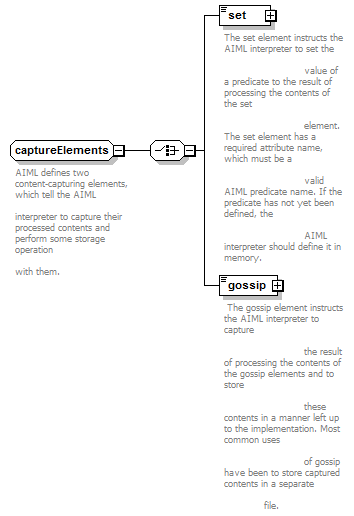 set
The set element instructs the
AIML interpreter to set the
value of
a predicate to the result of
processing the contents of
the set
element.
The set element has a
required attribute name,
which must be a
valid
AIML predicate name. If the
predicate has not yet been
defined, the
AIML
interpreter should define it in
memory.
captureElements
AIML defines two
content-capturing elements,
which tell the AIML
interpreter to capture their
processed contents and
perform some storage
operation
with them.
gossip
The gossip element instructs
the AIML interpreter to
capture
the result
of processing the contents of
the gossip elements and to
store
these
contents in a manner left up
to the implementation. Most
common uses
of gossip
have been to store captured
contents in a separate
file.